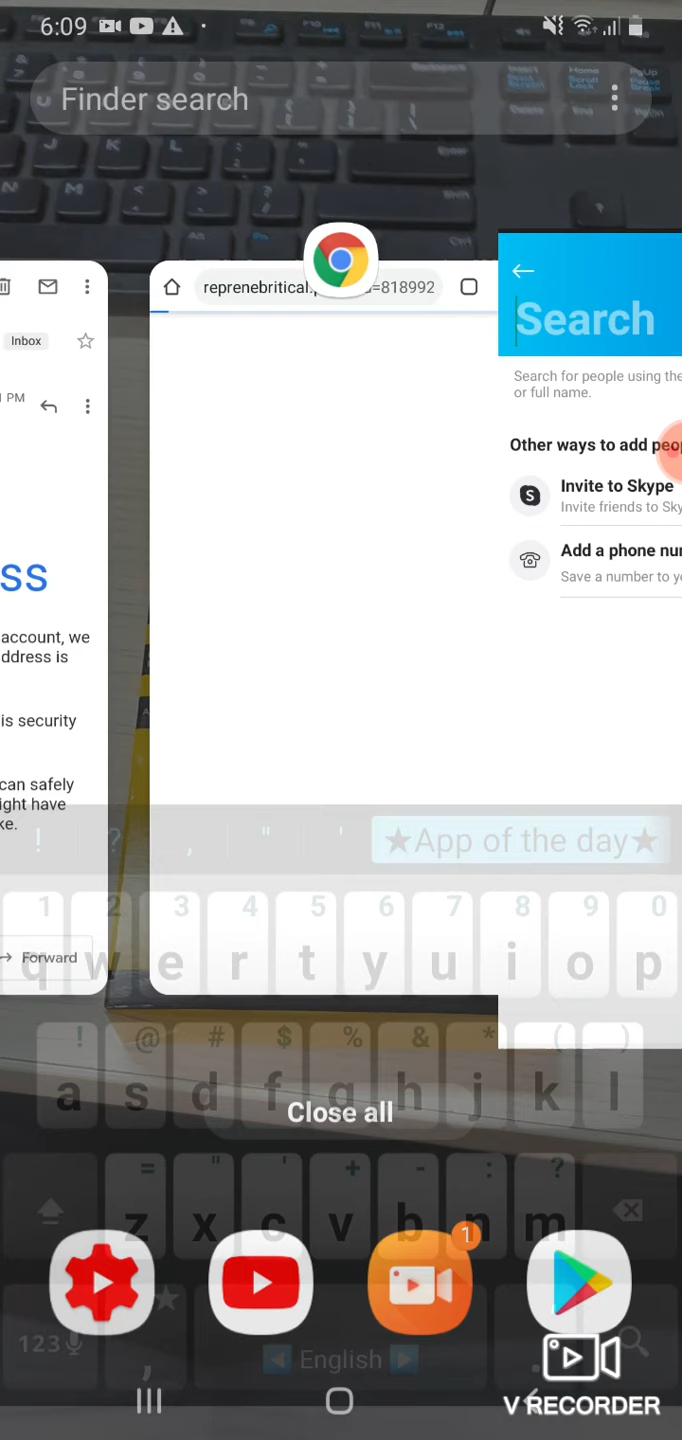 6:09
Finder search
reprenebritical.
=818992
Inbox
PM
ss
account, we
ddress is
is security
can safely
ight have
ke.
Forward
Search
Search for people using the
or full name.
Other ways to add peop
Invite to Skype
Invite friends to Sky
Add a phone nu
Save a number to y
! ? , " '
★App of the day★
1 2 3 4 5 6 7 8 9 0
q w e r t y u i o p
! @ # $ % & * ( )
a s d f g h j k l
Close all
= " ' + - : ?
z x c v b n m
1
123
, English .
V RECORDER